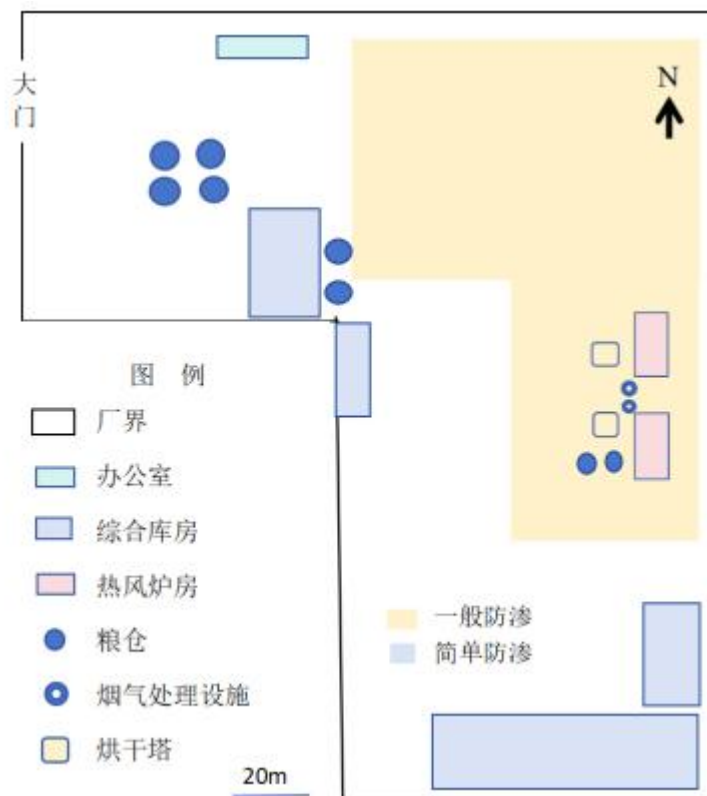 大
门
N
图 例
厂界
办公室
综合库房
热风炉房
粮仓
烟气处理设施
烘干塔
一般防渗
简单防渗
20m